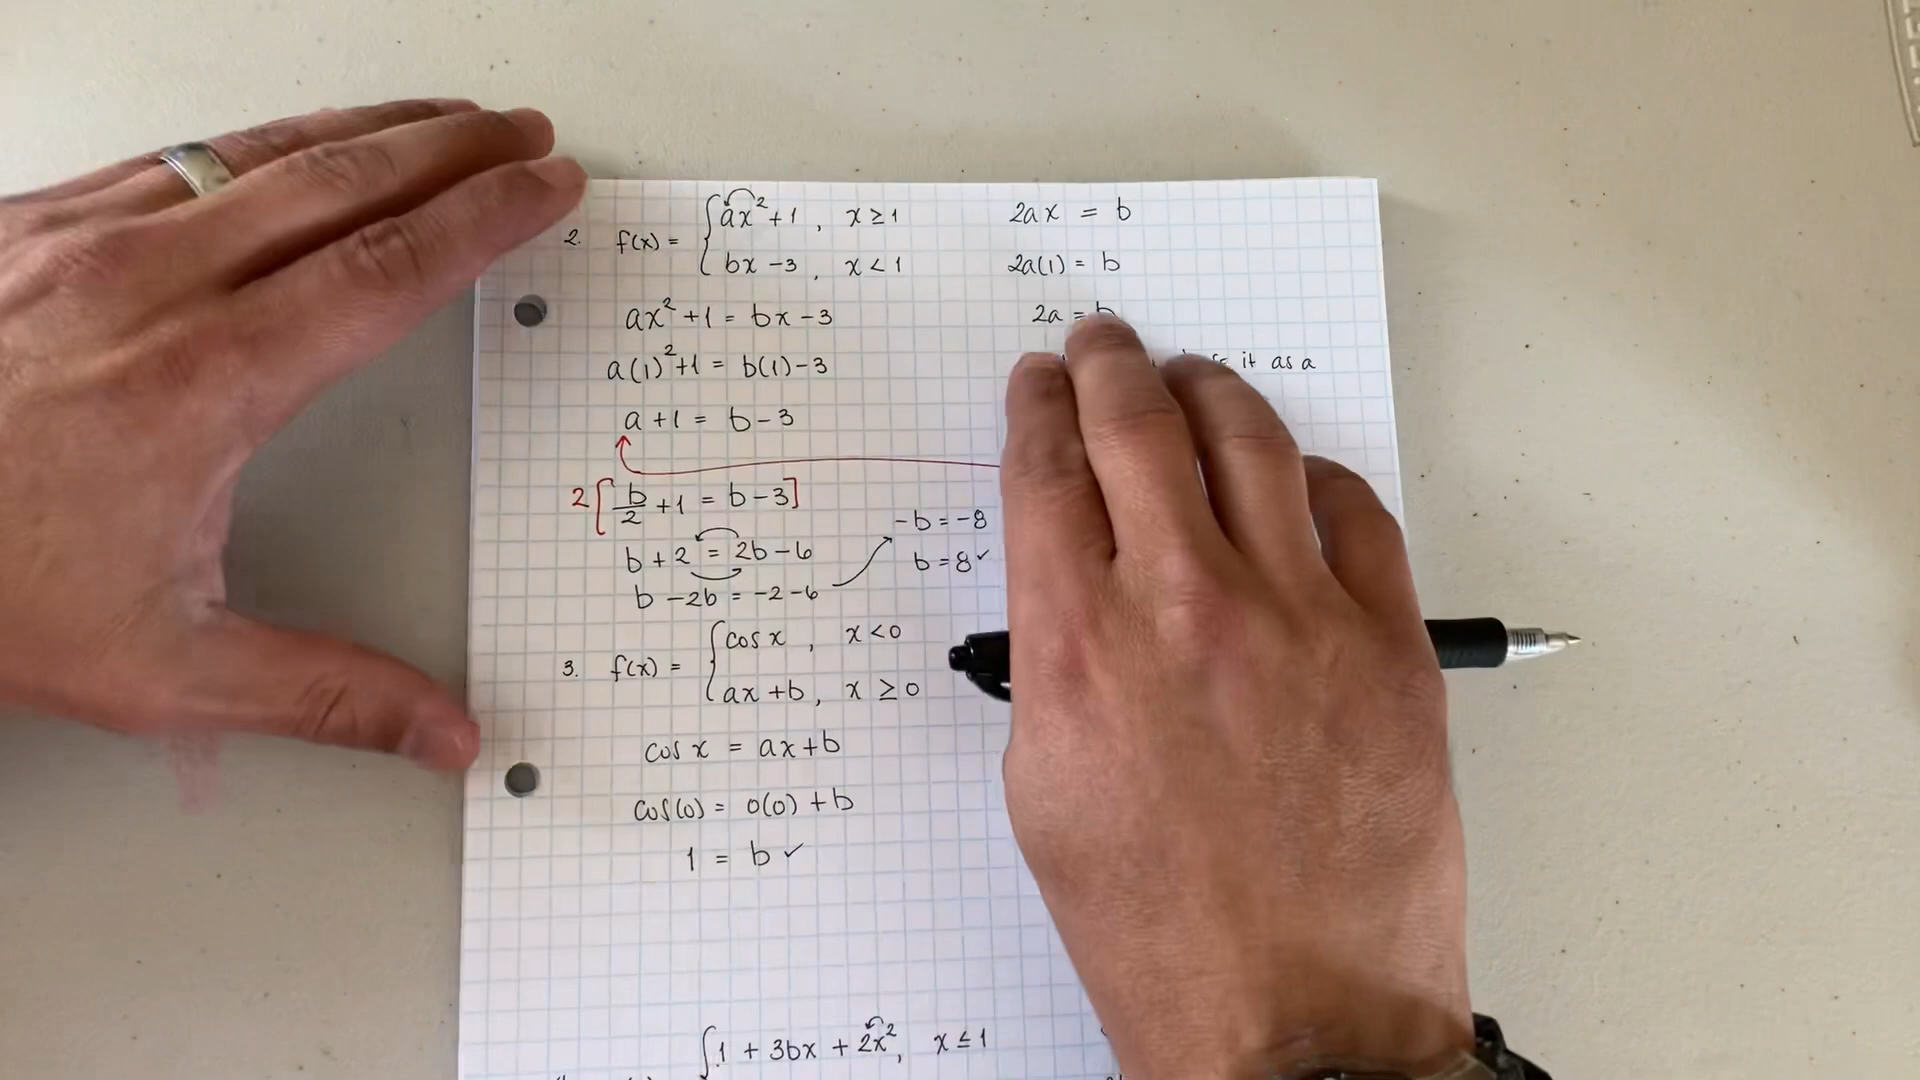 2. f(x) = { ax² + 1 , x ≥ 1
bx - 3 , x < 1
ax² + 1 = bx - 3
a(1)² + 1 = b(1) - 3
a + 1 = b - 3
2 [ b/2 + 1 = b - 3 ]
b + 2 = 2b - 6
b - 2b = -2 - 6
-b = -8
b = 8 ✓
2ax = b
2a(1) = b
2a = b
it as a
3. f(x) = { cos x , x < 0
ax + b , x ≥ 0
cos x = ax + b
cos(0) = 0(0) + b
1 = b ✓
1 + 3bx + 2x² , x ≤ 1